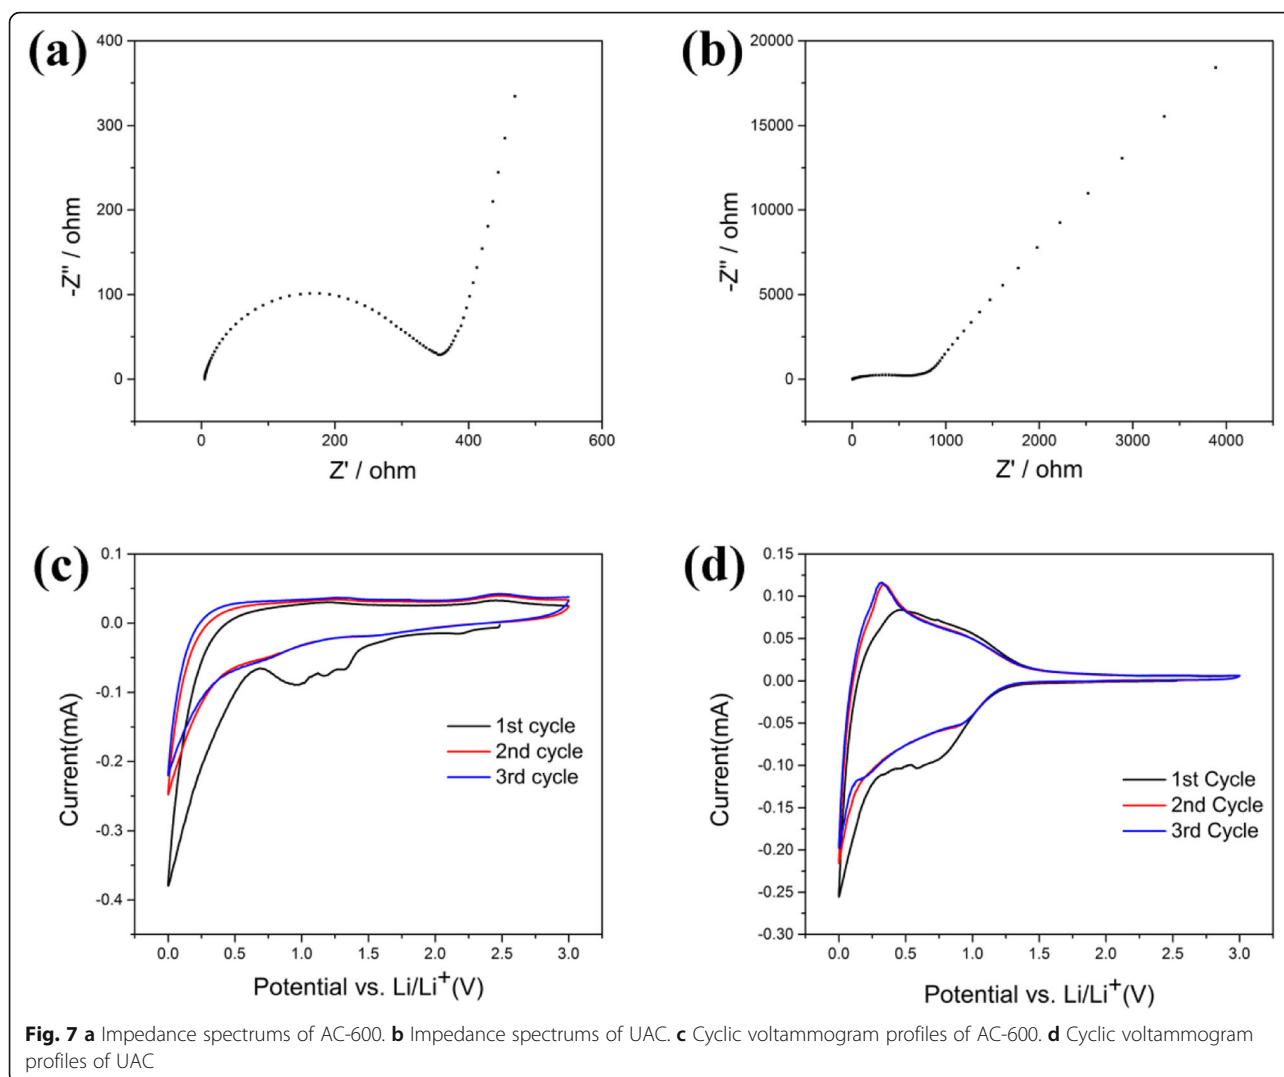 (a)
400
300
200
100
0
-Z" / ohm
0
200
400
600
Z' / ohm
(b)
20000
15000
10000
5000
0
-Z" / ohm
0
1000
2000
3000
4000
Z' / ohm
(c)
0.1
0.0
-0.1
-0.2
-0.3
-0.4
Current(mA)
1st cycle
2nd cycle
3rd cycle
0.0
0.5
1.0
1.5
2.0
2.5
3.0
Potential vs. Li/Li+(V)
(d)
0.15
0.10
0.05
0.00
-0.05
-0.10
-0.15
-0.20
-0.25
-0.30
Current(mA)
1st Cycle
2nd Cycle
3rd Cycle
0.0
0.5
1.0
1.5
2.0
2.5
3.0
Potential vs. Li/Li+(V)
Fig. 7 a Impedance spectrums of AC-600. b Impedance spectrums of UAC. c Cyclic voltammogram profiles of AC-600. d Cyclic voltammogram
profiles of UAC